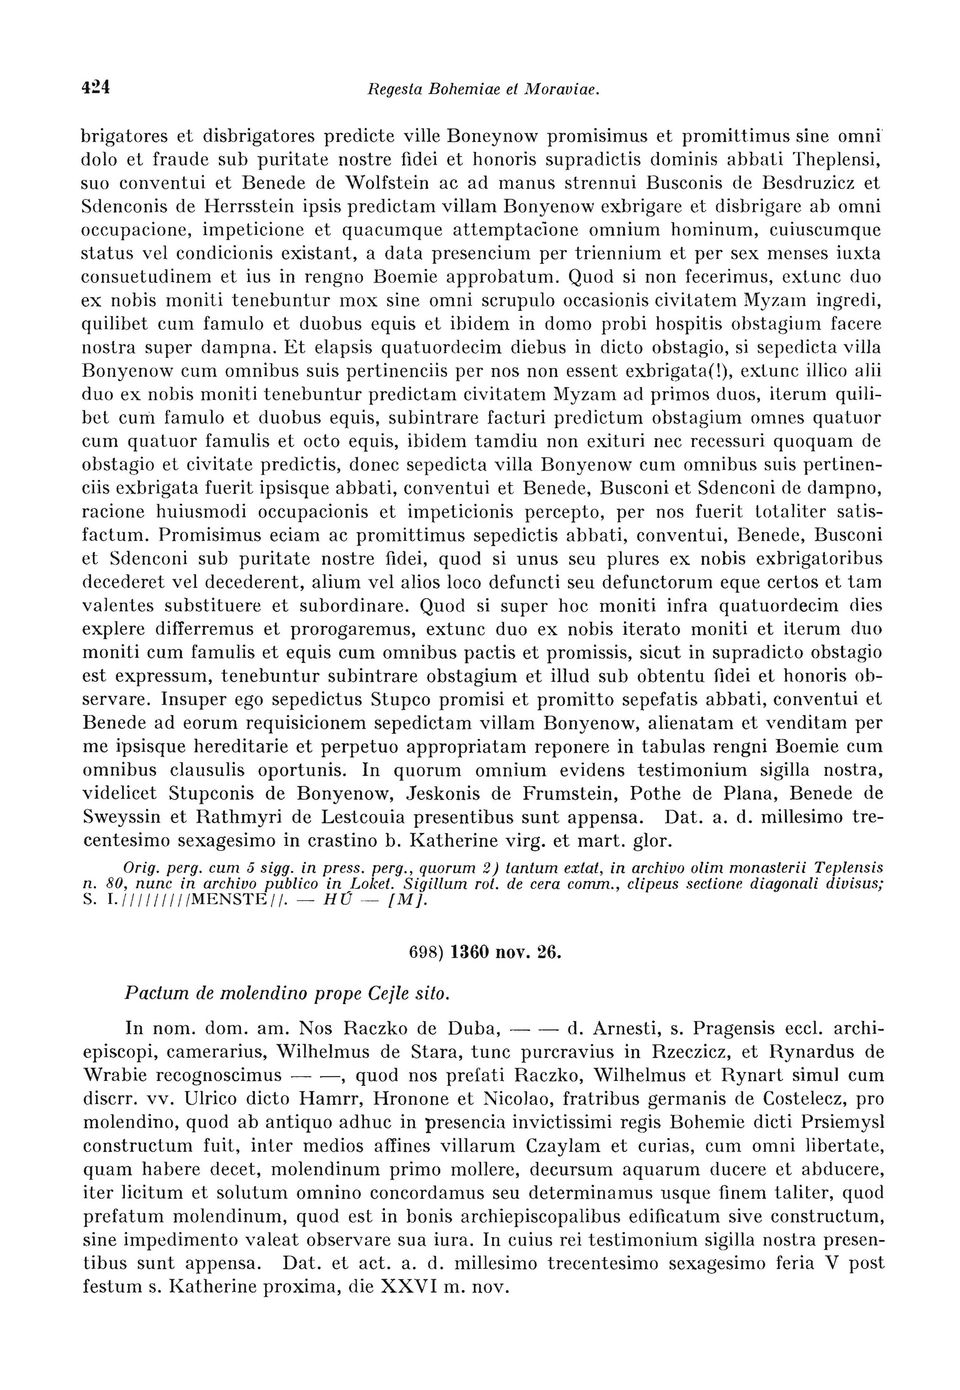 424
Regesta Bohemiae et Moraviae.
brigatores et disbrigatores predicte ville Boneynow promisimus et promittimus sine omni
dolo et fraude sub puritate nostre fidei et honoris supradictis dominis abbati Theplensi,
suo conventui et Benede de Wolfstein ac ad manus strennui Busconis de Besdruzicz et
Sdenconis de Herrsstein ipsis predictam villam Bonyenow exbrigare et disbrigare ab omni
occupacione, impeticione et quacumque attemptacione omnium hominum, cuiuscumque
status vel condicionis existant, a data presencium per triennium et per sex menses iuxta
consuetudinem et ius in rengno Boemie approbatum. Quod si non fecerimus, extunc duo
ex nobis moniti tenebuntur mox sine omni scrupulo occasionis civitatem Myzam ingredi,
quilibet cum famulo et duobus equis et ibidem in domo probi hospitis obstagium facere
nostra super dampna. Et elapsis quatuordecim diebus in dicto obstagio, si sepedicta villa
Bonyenow cum omnibus suis pertinenciis per nos non essent exbrigata(!), extunc illico alii
duo ex nobis moniti tenebuntur predictam civitatem Myzam ad primos duos, iterum quili-
bet cum famulo et duobus equis, subintrare facturi predictum obstagium omnes quatuor
cum quatuor famulis et octo equis, ibidem tamdiu non exituri nec recessuri quoquam de
obstagio et civitate predictis, donec sepedicta villa Bonyenow cum omnibus suis pertinen-
ciis exbrigata fuerit ipsisque abbati, conventui et Benede, Busconi et Sdenconi de dampno,
racione huiusmodi occupacionis et impeticionis percepto, per nos fuerit totaliter satis-
factum. Promisimus eciam ac promittimus sepedictis abbati, conventui, Benede, Busconi
et Sdenconi sub puritate nostre fidei, quod si unus seu plures ex nobis exbrigatoribus
decederet vel decederent, alium vel alios loco defuncti seu defunctorum eque certos et tam
valentes substituere et subordinare. Quod si super hoc moniti infra quatuordecim dies
explere differremus et prorogaremus, extunc duo ex nobis iterato moniti et iterum duo
moniti cum famulis et equis cum omnibus pactis et promissis, sicut in supradicto obstagio
est expressum, tenebuntur subintrare obstagium et illud sub obtentu fidei et honoris ob-
servare. Insuper ego sepedictus Stupco promisi et promitto sepefatis abbati, conventui et
Benede ad eorum requisicionem sepedictam villam Bonyenow, alienatam et venditam per
me ipsisque hereditarie et perpetuo appropriatam reponere in tabulas rengni Boemie cum
omnibus clausulis oportunis. In quorum omnium evidens testimonium sigilla nostra,
videlicet Stupconis de Bonyenow, Jeskonis de Frumstein, Pothe de Plana, Benede de
Sweyssin et Rathmyri de Lestcouia presentibus sunt appensa. Dat. a. d. millesimo tre-
centesimo sexagesimo in crastino b. Katherine virg. et mart. glor.
Orig. perg. cum 5 sigg. in press. perg., quorum 2) tantum extat, in archivo olim monasterii Teplensis
n. 80, nunc in archivo publico in Loket. Sigillum rot. de cera comm., clipeus sectione diagonali divisus;
S. I./////////MENSTE//. — HÚ — [M].
698) 1360 nov. 26.
Pactum de molendino prope Cejle sito.
In nom. dom. am. Nos Raczko de Duba, — — d. Arnesti, s. Pragensis eccl. archi-
episcopi, camerarius, Wilhelmus de Stara, tunc purcravius in Rzeczicz, et Rynardus de
Wrabie recognoscimus — —, quod nos prefati Raczko, Wilhelmus et Rynart simul cum
discrr. vv. Ulrico dicto Hamrr, Hronone et Nicolao, fratribus germanis de Costelecz, pro
molendino, quod ab antiquo adhuc in presencia invictissimi regis Bohemie dicti Prsiemysl
constructum fuit, inter medios affines villarum Czaylam et curias, cum omni libertate,
quam habere decet, molendinum primo mollere, decursum aquarum ducere et abducere,
iter licitum et solutum omnino concordamus seu determinamus usque finem taliter, quod
prefatum molendinum, quod est in bonis archiepiscopalibus edificatum sive constructum,
sine impedimento valeat observare sua iura. In cuius rei testimonium sigilla nostra presen-
tibus sunt appensa. Dat. et act. a. d. millesimo trecentesimo sexagesimo feria V post
festum s. Katherine proxima, die XXVI m. nov.